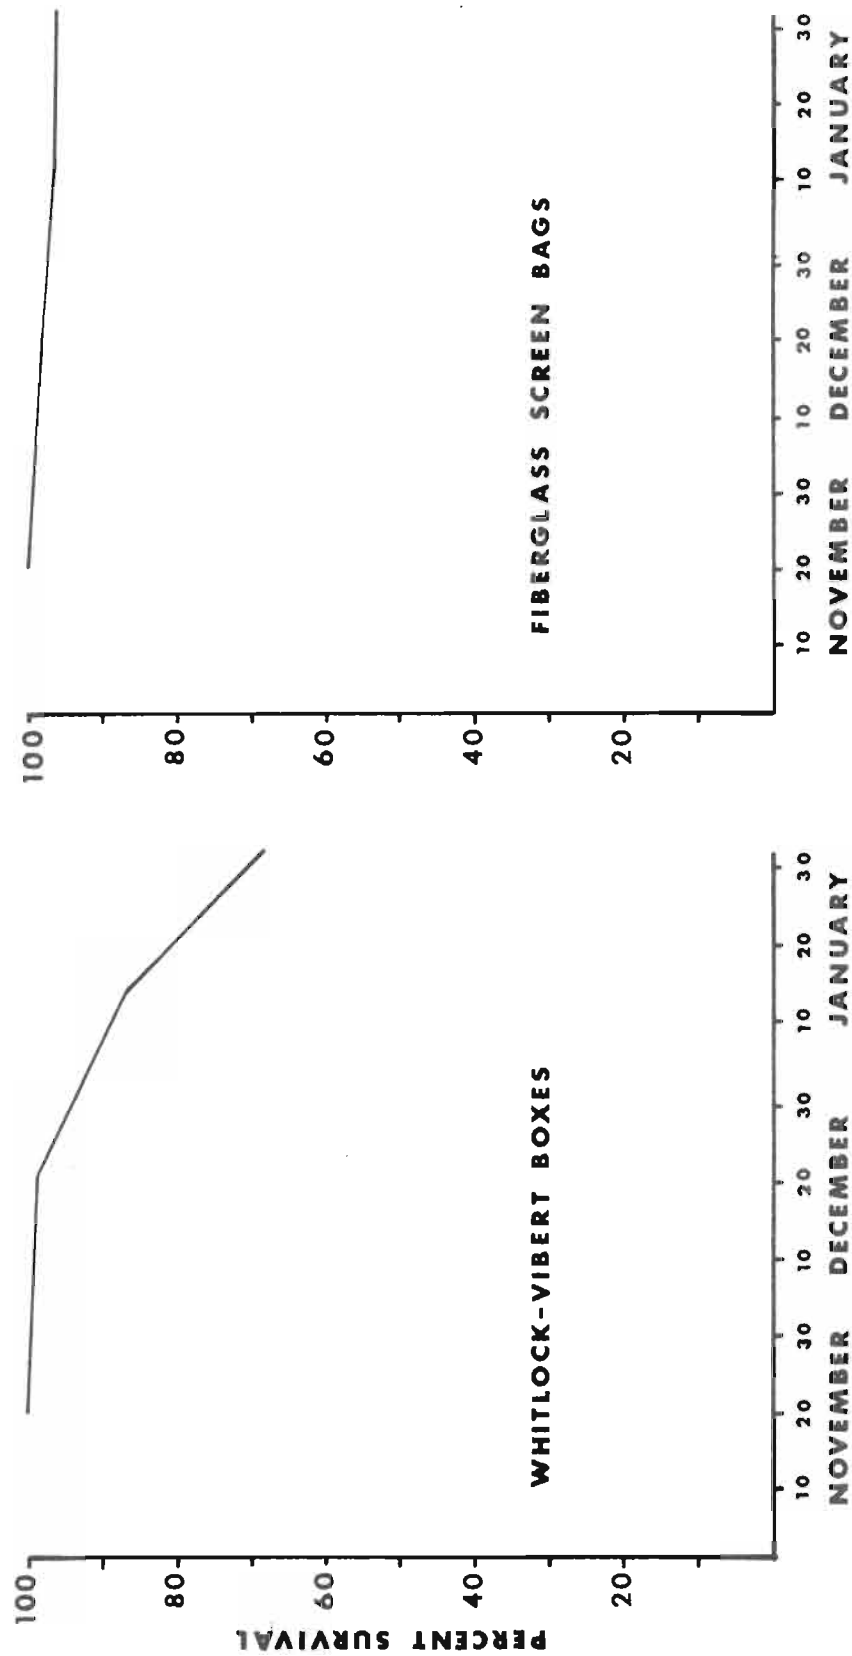 PERCENT SURVIVAL
100
80
60
40
20
WHITLOCK-VIBERT BOXES
10 20 30 10 20 30 10 20 30
NOVEMBER DECEMBER JANUARY
100
80
60
40
20
FIBERGLASS SCREEN BAGS
10 20 30 10 20 30 10 20 30
NOVEMBER DECEMBER JANUARY